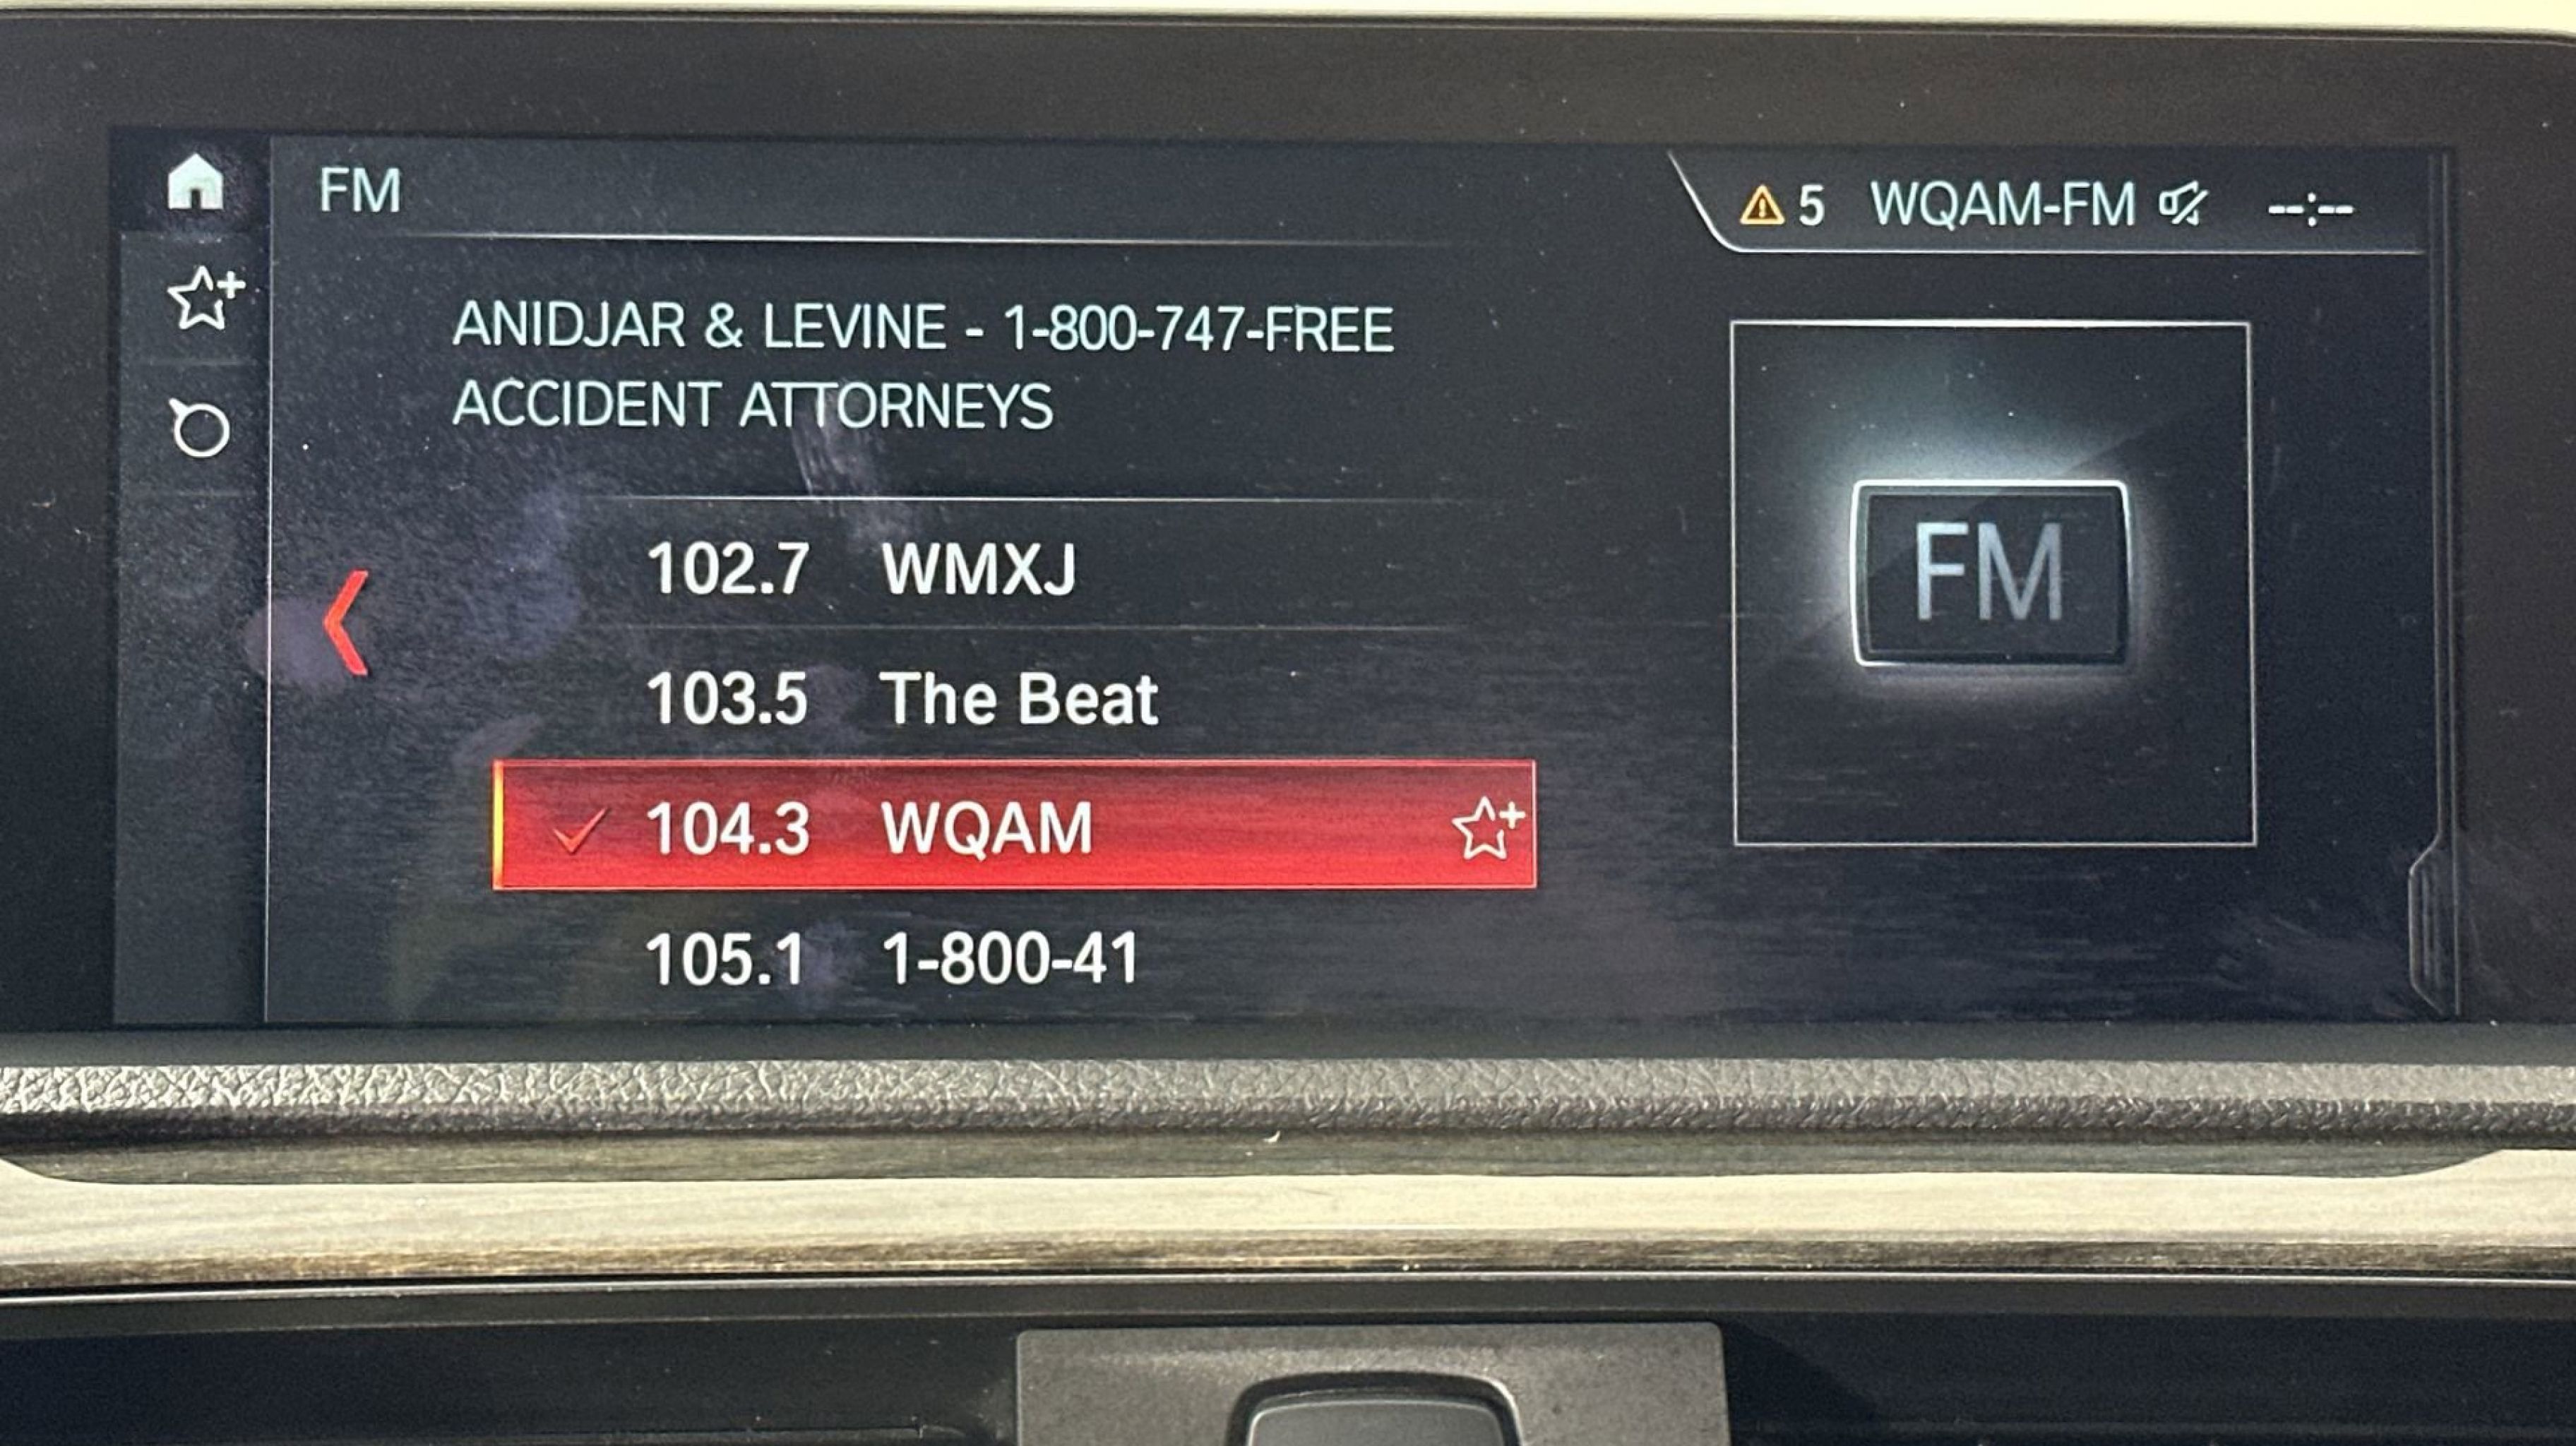 FM
5 WQAM-FM --:--
ANIDJAR & LEVINE - 1-800-747-FREE
ACCIDENT ATTORNEYS
102.7 WMXJ
103.5 The Beat
104.3 WQAM
105.1 1-800-41
FM